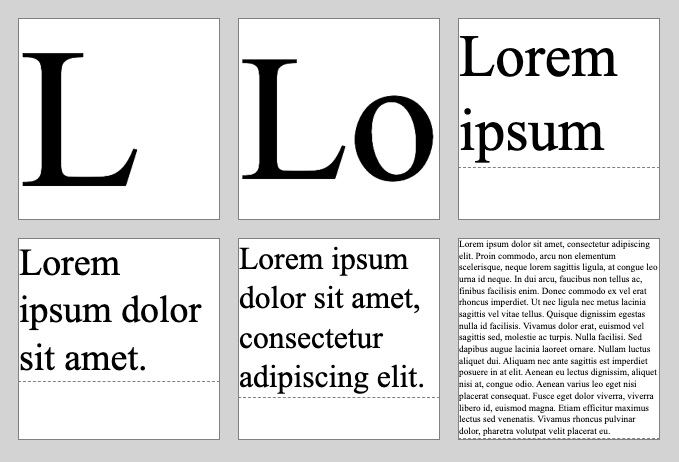 L
Lo
Lorem
ipsum
Lorem
ipsum dolor
sit amet.
Lorem ipsum
dolor sit amet,
consectetur
adipiscing elit.
Lorem ipsum dolor sit amet, consectetur adipiscing
elit. Proin commodo, arcu non elementum
scelerisque, neque lorem sagittis ligula, at congue leo
urna id neque. In dui arcu, faucibus non tellus ac,
finibus facilisis enim. Donec commodo ex vel erat
rhoncus imperdiet. Ut nec ligula nec metus lacinia
sagittis vel vitae tellus. Quisque dignissim egestas
nulla id facilisis. Vivamus dolor erat, euismod vel
sagittis sed, molestie ac turpis. Nulla facilisi. Sed
dapibus augue lacinia laoreet ornare. Nullam luctus
aliquet dui. Aliquam nec ante sagittis est imperdiet
posuere in at elit. Aenean eu lectus dignissim, aliquet
nisi at, congue odio. Aenean varius leo eget nisi
placerat consequat. Fusce eget dolor viverra, viverra
libero id, euismod magna. Etiam efficitur maximus
lectus sed venenatis. Vivamus rhoncus pulvinar
dolor, pharetra volutpat velit placerat eu.